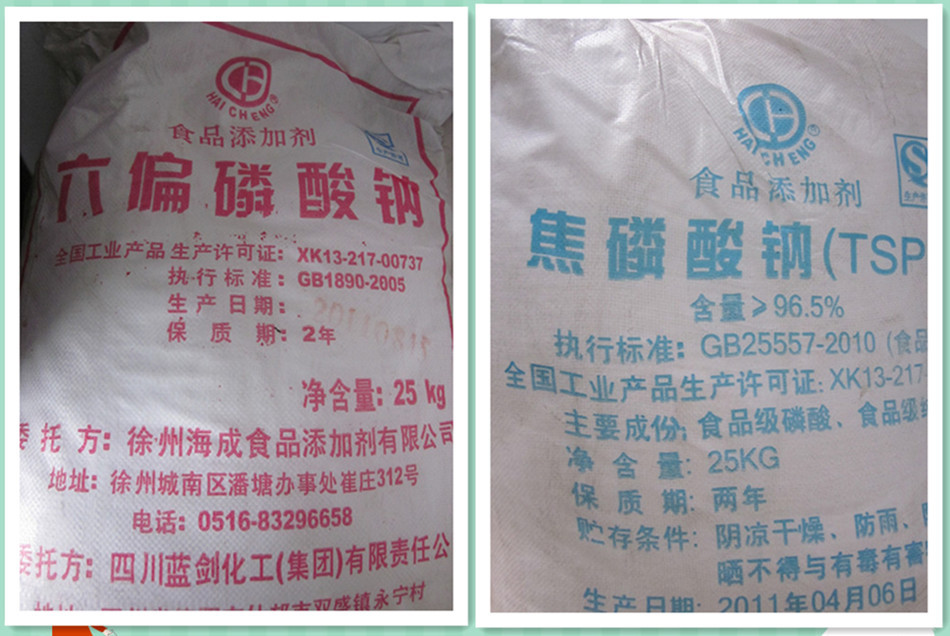 HAI CHENG®
食品添加剂
六偏磷酸钠
全国工业产品生产许可证：XK13-217-00737
执行标准：GB1890-2005
生产日期：
保 质 期：2年
净含量：25 kg
委 托 方：徐州海成食品添加剂有限公司
地址：徐州城南区潘塘办事处崔庄312号
电话：0516-83296658
委托方：四川蓝剑化工(集团)有限责任公
双盛镇永宁村
HAI CHENG®
食品添加剂
焦磷酸钠(TSP
含量≥96.5%
执行标准：GB25557-2010（食品
全国工业产品生产许可证：XK13-217-
主要成份：食品级磷酸、食品级
净 含 量：25KG
保 质 期：两年
贮存条件：阴凉干燥、防雨、
晒不得与有毒有害
生产日期：2011年04月06日